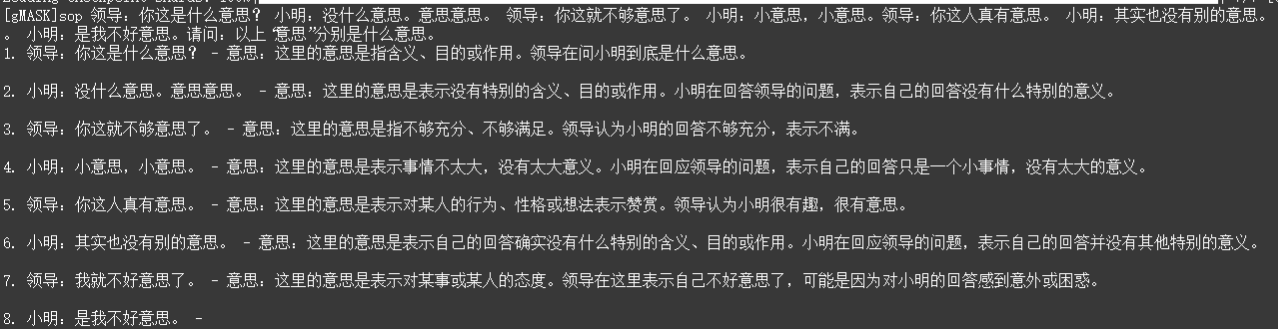 [gMASK]sop 领导：你这是什么意思？ 小明：没什么意思。意思意思。 领导：你这就不够意思了。 小明：小意思，小意思。领导：你这人真有意思。 小明：其实也没有别的意思。
。 小明：是我不好意思。请问：以上“意思”分别是什么意思。
1. 领导：你这是什么意思？ - 意思：这里的意思是指含义、目的或作用。领导在问小明到底是什么意思。
2. 小明：没什么意思。意思意思。 - 意思：这里的意思是表示没有特别的含义、目的或作用。小明在回答领导的问题，表示自己的回答没有什么特别的意义。
3. 领导：你这就不够意思了。 - 意思：这里的意思是指不够充分、不够满足。领导认为小明的回答不够充分，表示不满。
4. 小明：小意思，小意思。 - 意思：这里的意思是表示事情不太大，没有太大意义。小明在回应领导的问题，表示自己的回答只是一个小事情，没有太大的意义。
5. 领导：你这人真有意思。 - 意思：这里的意思是表示对某人的行为、性格或想法表示赞赏。领导认为小明很有趣，很有意思。
6. 小明：其实也没有别的意思。 - 意思：这里的意思是表示自己的回答确实没有什么特别的含义、目的或作用。小明在回应领导的问题，表示自己的回答并没有其他特别的意义。
7. 领导：我就不好意思了。 - 意思：这里的意思是表示对某事或某人的态度。领导在这里表示自己不好意思了，可能是因为对小明的回答感到意外或困惑。
8. 小明：是我不好意思。 -